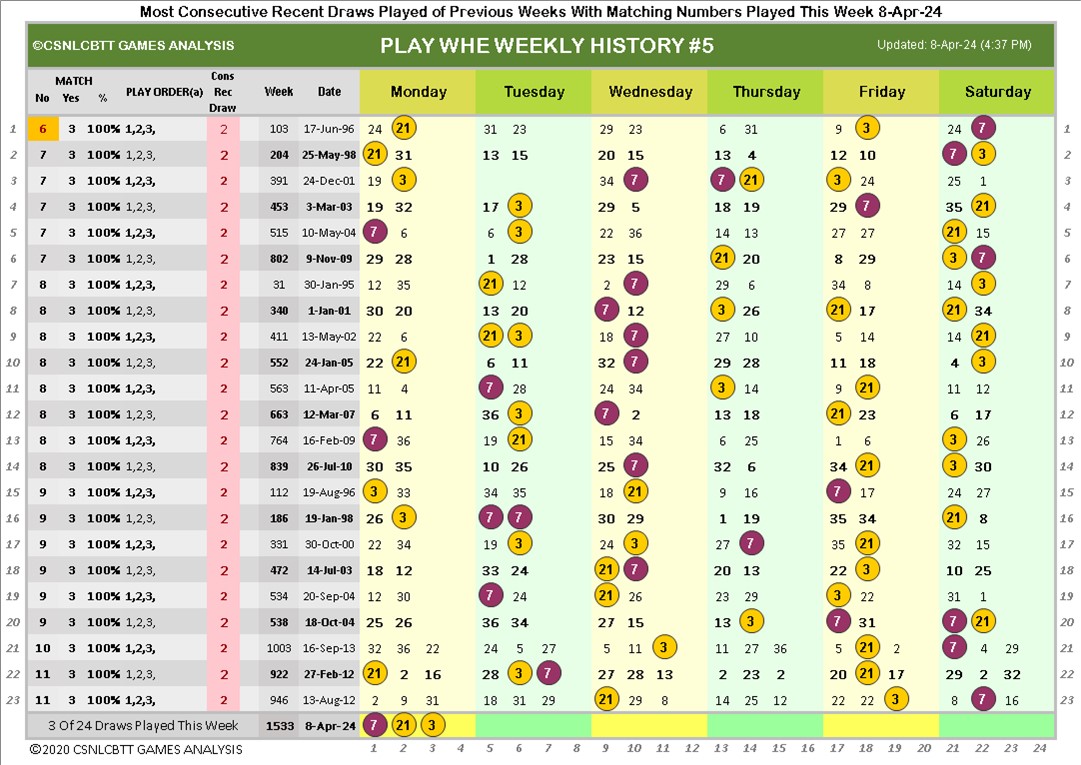 Most Consecutive Recent Draws Played of Previous Weeks With Matching Numbers Played This Week 8-Apr-24
©CSNLCBTT GAMES ANALYSIS PLAY WHE WEEKLY HISTORY #5 Updated: 8-Apr-24 (4:37 PM)
MATCH Cons
No Yes % PLAY ORDER(a) Rec Week Date Monday Tuesday Wednesday Thursday Friday Saturday
Draw
1 6 3 100% 1,2,3, 2 103 17-Jun-96 24 21 31 23 29 23 6 31 9 3 24 7 1
2 7 3 100% 1,2,3, 2 204 25-May-98 21 31 13 15 20 15 13 4 12 10 7 3 2
3 7 3 100% 1,2,3, 2 391 24-Dec-01 19 3 34 7 7 21 3 24 25 1 3
4 7 3 100% 1,2,3, 2 453 3-Mar-03 19 32 17 3 29 5 18 19 29 7 35 21 4
5 7 3 100% 1,2,3, 2 515 10-May-04 7 6 6 3 22 36 14 13 27 27 21 15 5
6 7 3 100% 1,2,3, 2 802 9-Nov-09 29 28 1 28 23 15 21 20 8 29 3 7 6
7 8 3 100% 1,2,3, 2 31 30-Jan-95 12 35 21 12 2 7 29 6 34 8 14 3 7
8 8 3 100% 1,2,3, 2 340 1-Jan-01 30 20 13 20 7 12 3 26 21 17 21 34 8
9 8 3 100% 1,2,3, 2 411 13-May-02 22 6 21 3 18 7 27 10 5 14 14 21 9
10 8 3 100% 1,2,3, 2 552 24-Jan-05 22 21 6 11 32 7 29 28 11 18 4 3 10
11 8 3 100% 1,2,3, 2 563 11-Apr-05 11 4 7 28 24 34 3 14 9 21 11 12 11
12 8 3 100% 1,2,3, 2 663 12-Mar-07 6 11 36 3 7 2 13 18 21 23 6 17 12
13 8 3 100% 1,2,3, 2 764 16-Feb-09 7 36 19 21 15 34 6 25 1 6 3 26 13
14 8 3 100% 1,2,3, 2 839 26-Jul-10 30 35 10 26 25 7 32 6 34 21 3 30 14
15 9 3 100% 1,2,3, 2 112 19-Aug-96 3 33 34 35 18 21 9 16 7 17 24 27 15
16 9 3 100% 1,2,3, 2 186 19-Jan-98 26 3 7 7 30 29 1 19 35 34 21 8 16
17 9 3 100% 1,2,3, 2 331 30-Oct-00 22 34 19 3 24 3 27 7 35 21 32 15 17
18 9 3 100% 1,2,3, 2 472 14-Jul-03 18 12 33 24 21 7 20 13 22 3 10 25 18
19 9 3 100% 1,2,3, 2 534 20-Sep-04 12 30 7 24 21 26 23 29 3 22 31 1 19
20 9 3 100% 1,2,3, 2 538 18-Oct-04 25 26 36 34 27 15 13 3 7 31 7 21 20
21 10 3 100% 1,2,3, 2 1003 16-Sep-13 32 36 22 24 5 27 5 11 3 11 27 36 5 21 2 7 4 29 21
22 11 3 100% 1,2,3, 2 922 27-Feb-12 21 2 16 28 3 7 27 28 13 2 23 2 20 21 17 29 2 32 22
23 11 3 100% 1,2,3, 2 946 13-Aug-12 2 9 31 18 31 29 21 29 8 14 25 12 22 22 3 8 7 16 23
3 Of 24 Draws Played This Week 1533 8-Apr-24 7 21 3
©2020 CSNLCBTT GAMES ANALYSIS 1 2 3 4 5 6 7 8 9 10 11 12 13 14 15 16 17 18 19 20 21 22 23 24